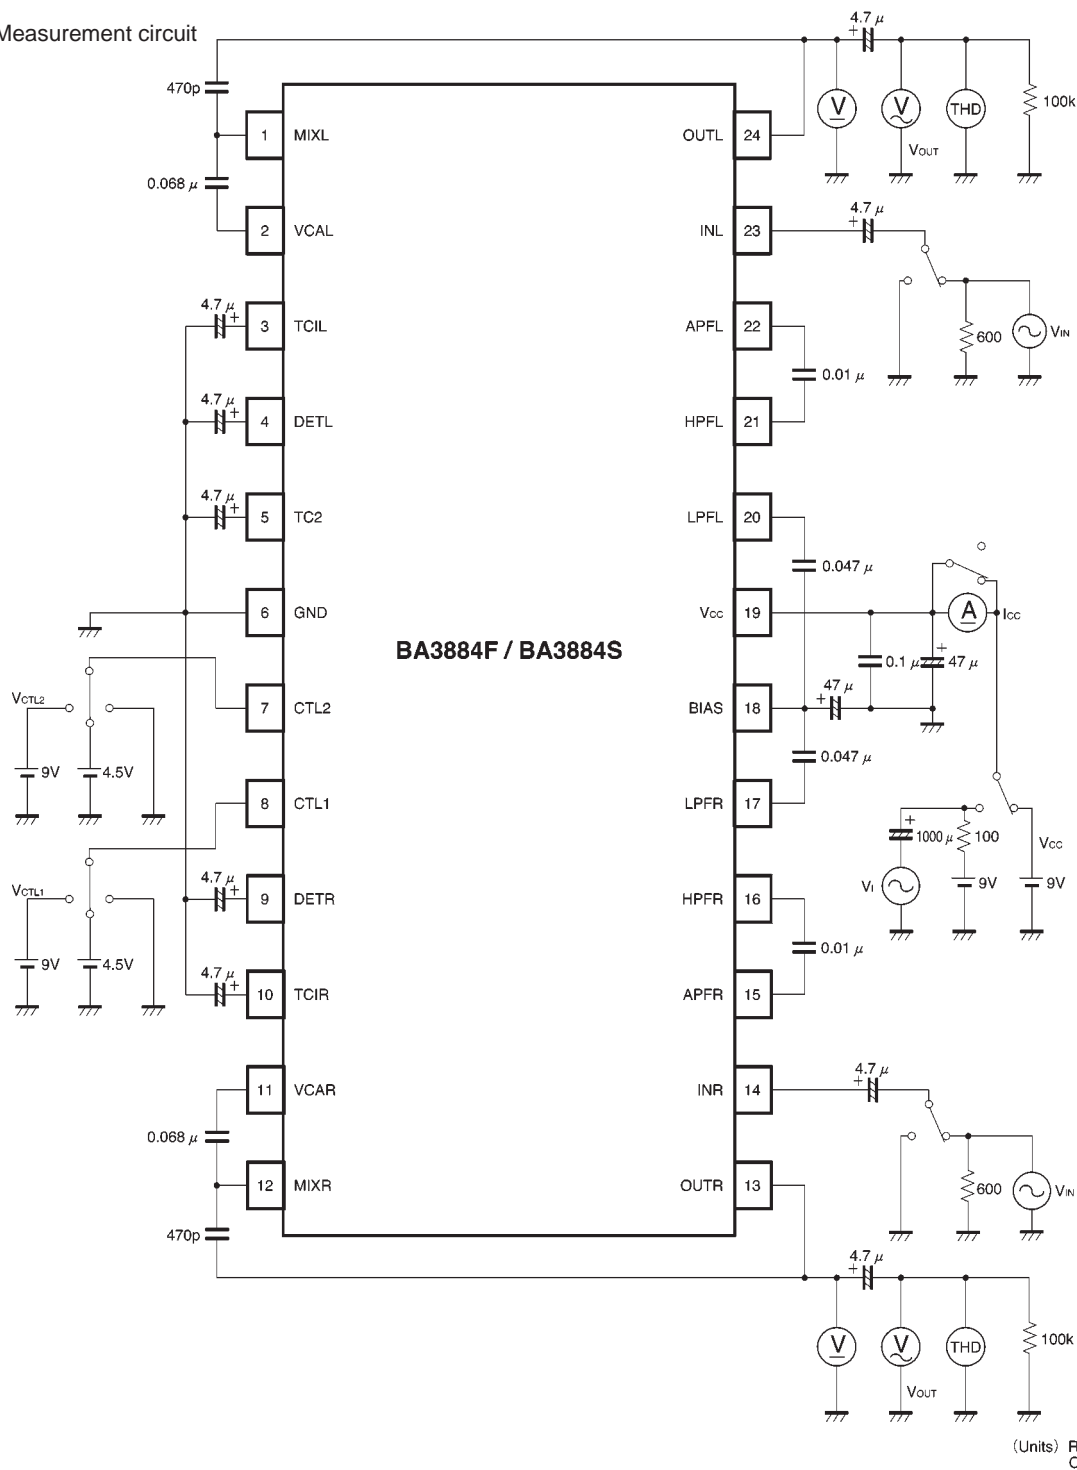 Measurement circuit
4.7 μ
+
470p
1 MIXL
OUTL 24
V
V
THD
100k
VOUT
0.068 μ
4.7 μ
+
2 VCAL
INL 23
4.7 μ
+
3 TCIL
APFL 22
600
VIN
0.01 μ
4.7 μ
+
4 DETL
HPFL 21
4.7 μ
+
5 TC2
LPFL 20
0.047 μ
6 GND
VCC 19
A
ICC
BA3884F / BA3884S
0.1 μ
+
47 μ
VCTL2
47 μ
+
7 CTL2
BIAS 18
9V
4.5V
0.047 μ
8 CTL1
LPFR 17
+
1000 μ
100
VCC
VCTL1
4.7 μ
+
9 DETR
HPFR 16
VI
9V
9V
9V
4.5V
0.01 μ
4.7 μ
+
10 TCIR
APFR 15
4.7 μ
+
11 VCAR
INR 14
0.068 μ
12 MIXR
OUTR 13
600
VIN
470p
4.7 μ
+
V
V
THD
100k
VOUT
(Units) R
C